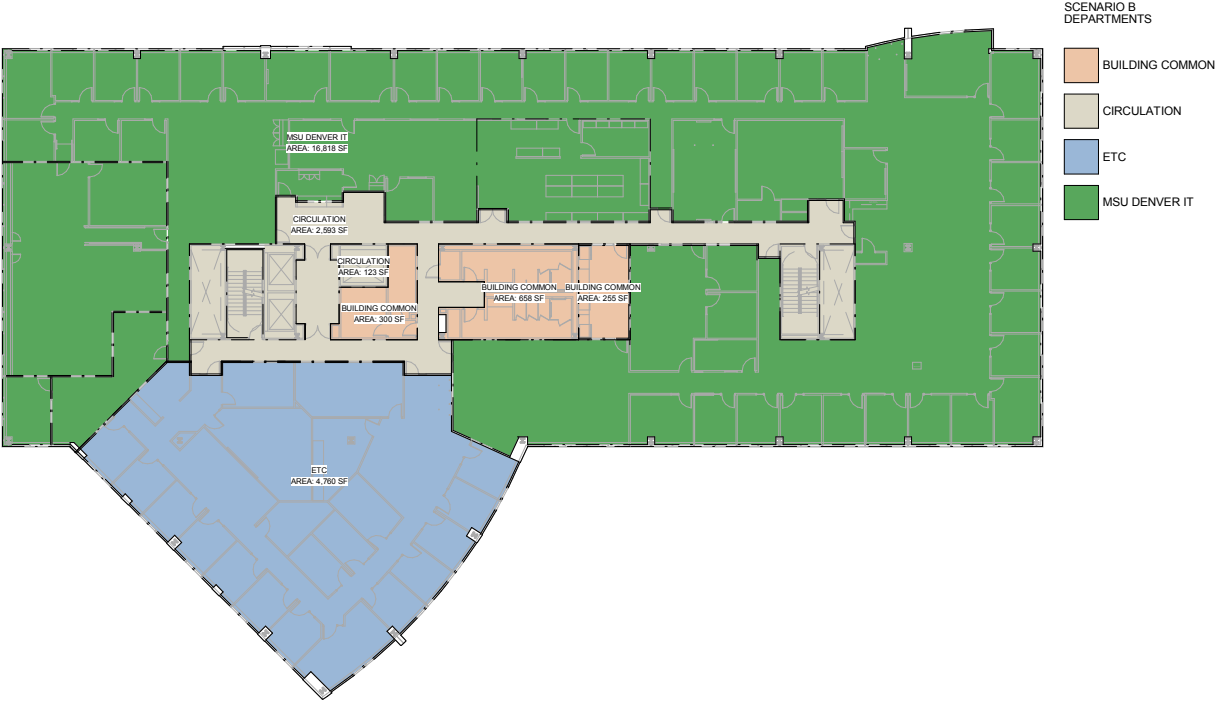 SCENARIO B
DEPARTMENTS
BUILDING COMMON
CIRCULATION
ETC
MSU DENVER IT
MSU DENVER IT
AREA: 16,818 SF
CIRCULATION
AREA: 2,593 SF
CIRCULATION
AREA: 123 SF
BUILDING COMMON
AREA: 658 SF
BUILDING COMMON
AREA: 255 SF
BUILDING COMMON
AREA: 300 SF
ETC
AREA: 4,760 SF